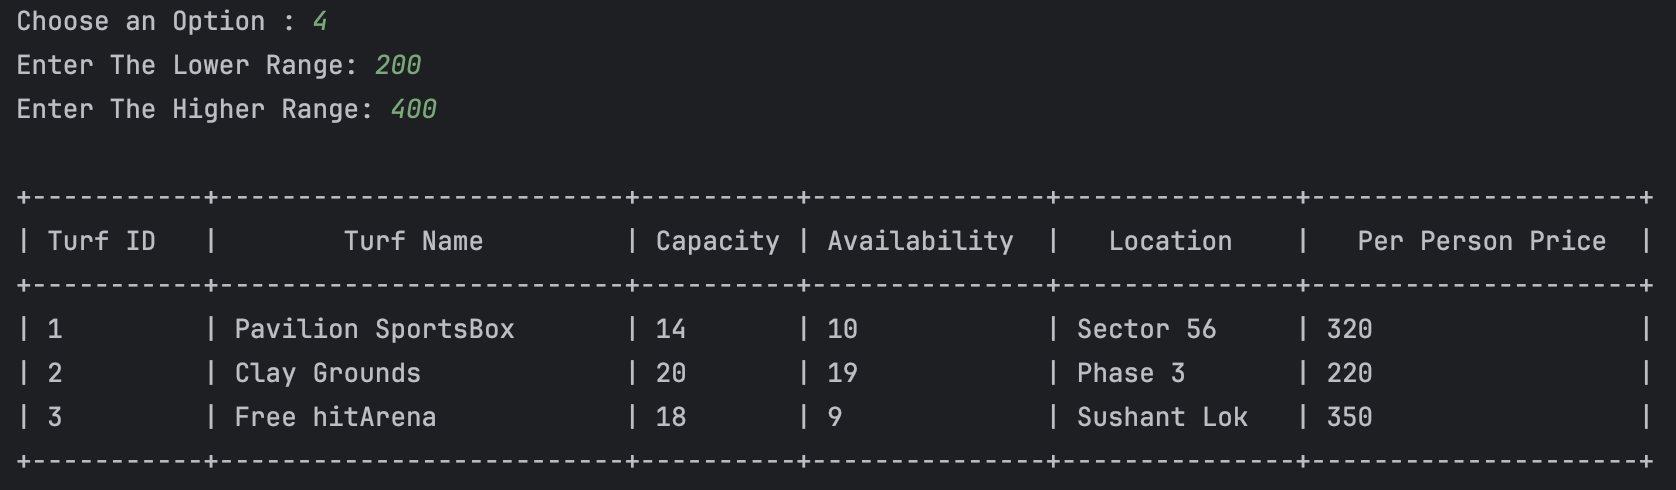 Choose an Option : 4
Enter The Lower Range: 200
Enter The Higher Range: 400

+-----------+--------------------------+----------+---------------+---------------+---------------------+
| Turf ID   |        Turf Name         | Capacity | Availability  |   Location    |   Per Person Price  |
+-----------+--------------------------+----------+---------------+---------------+---------------------+
| 1         | Pavilion SportsBox       | 14       | 10            | Sector 56     | 320                 |
| 2         | Clay Grounds             | 20       | 19            | Phase 3       | 220                 |
| 3         | Free hitArena            | 18       | 9             | Sushant Lok   | 350                 |
+-----------+--------------------------+----------+---------------+---------------+---------------------+